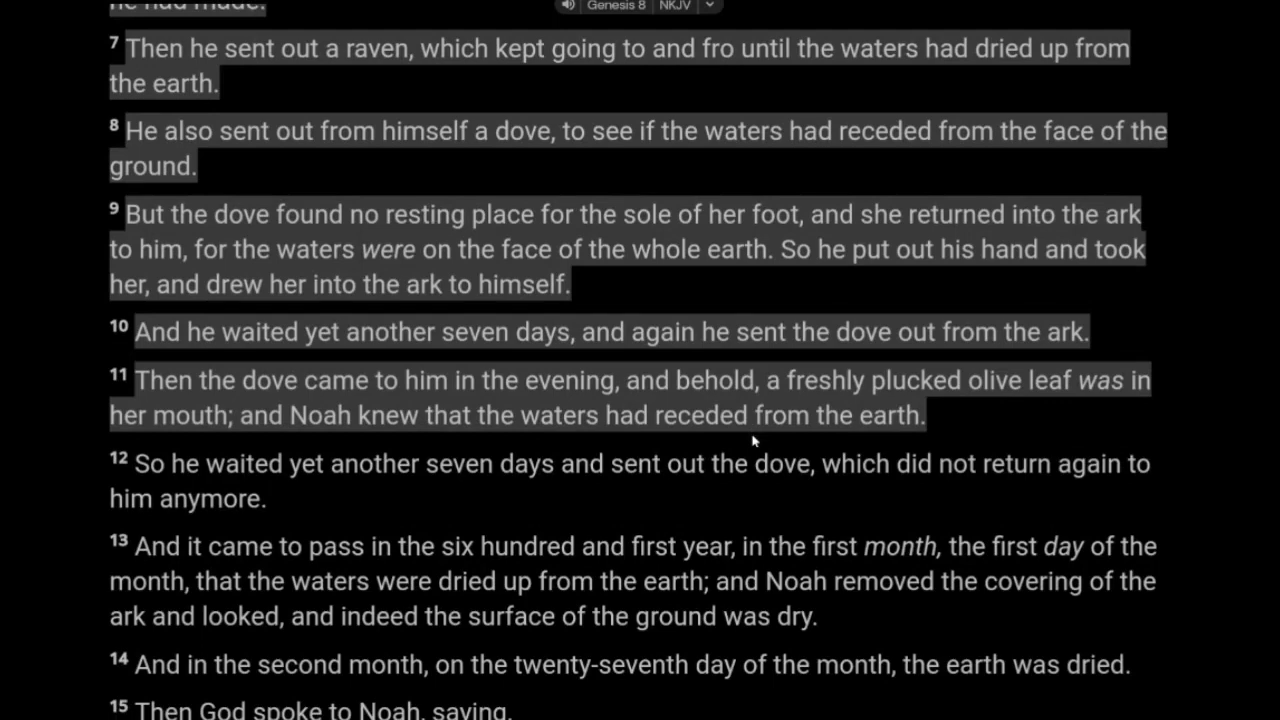 he had made.
Genesis 8 NKJV
7 Then he sent out a raven, which kept going to and fro until the waters had dried up from
the earth.
8 He also sent out from himself a dove, to see if the waters had receded from the face of the
ground.
9 But the dove found no resting place for the sole of her foot, and she returned into the ark
to him, for the waters were on the face of the whole earth. So he put out his hand and took
her, and drew her into the ark to himself.
10 And he waited yet another seven days, and again he sent the dove out from the ark.
11 Then the dove came to him in the evening, and behold, a freshly plucked olive leaf was in
her mouth; and Noah knew that the waters had receded from the earth.
12 So he waited yet another seven days and sent out the dove, which did not return again to
him anymore.
13 And it came to pass in the six hundred and first year, in the first month, the first day of the
month, that the waters were dried up from the earth; and Noah removed the covering of the
ark and looked, and indeed the surface of the ground was dry.
14 And in the second month, on the twenty-seventh day of the month, the earth was dried.
15 Then God spoke to Noah, saying,